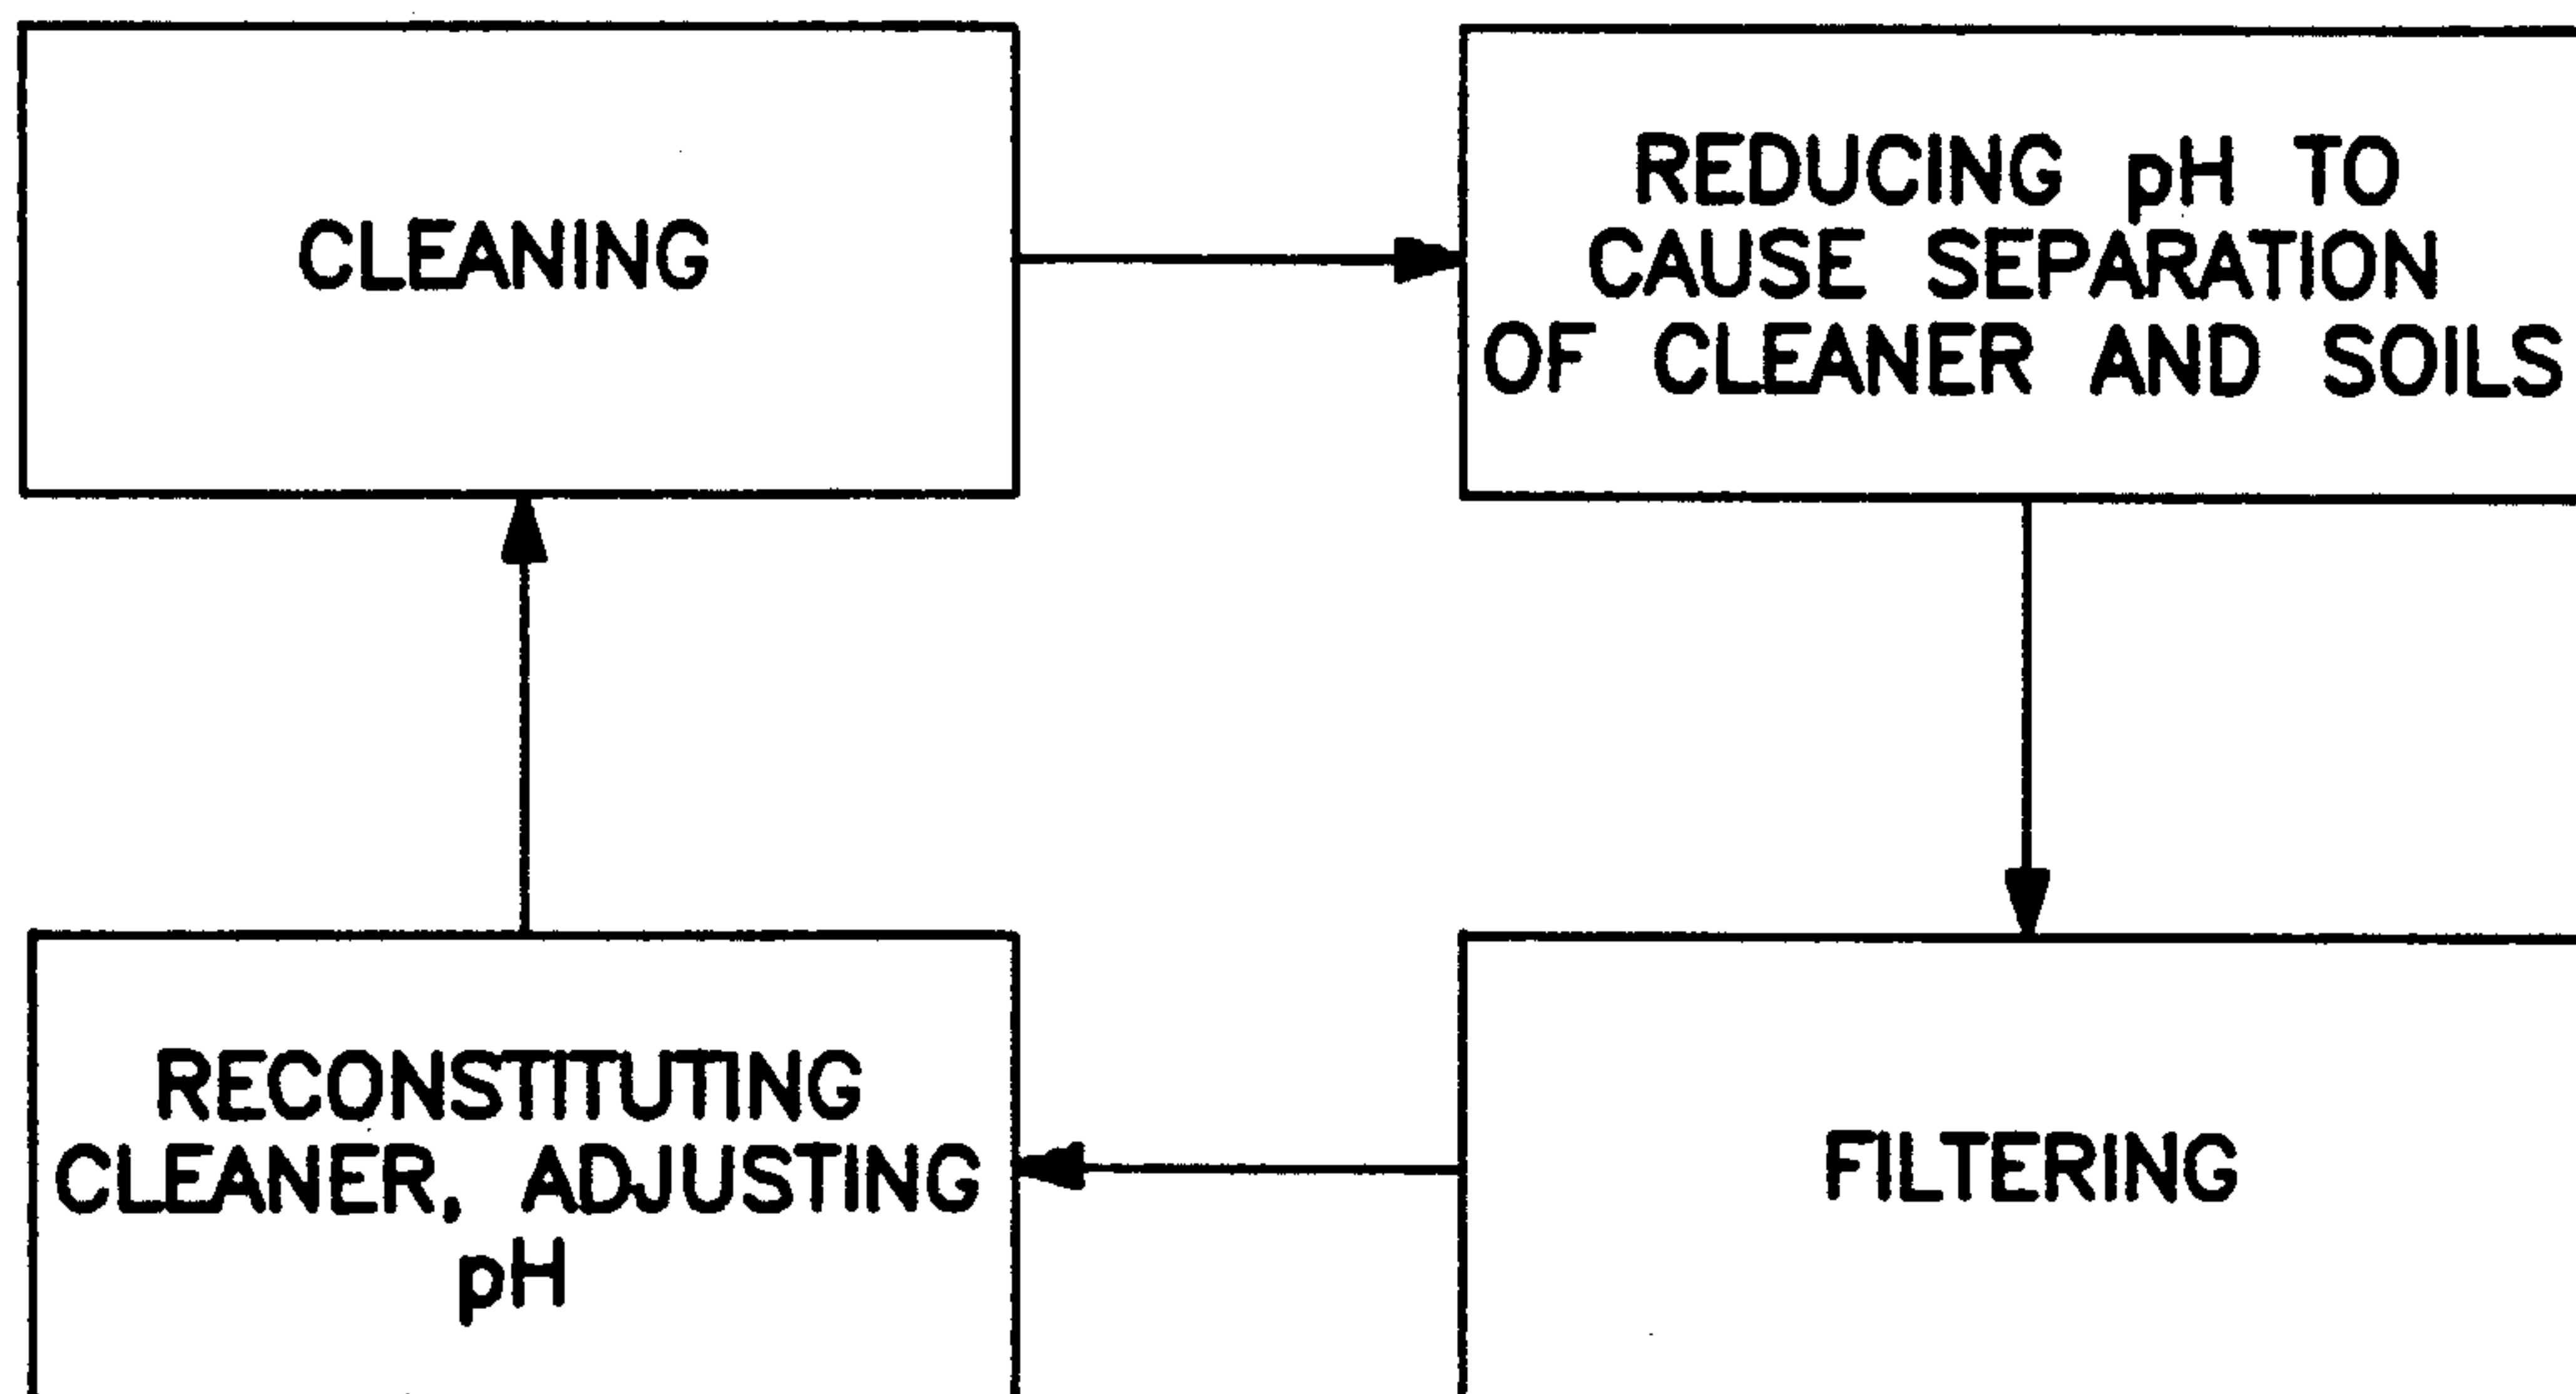 CLEANING
REDUCING pH TO
CAUSE SEPARATION
OF CLEANER AND SOILS
RECONSTITUTING
CLEANER, ADJUSTING
pH
FILTERING